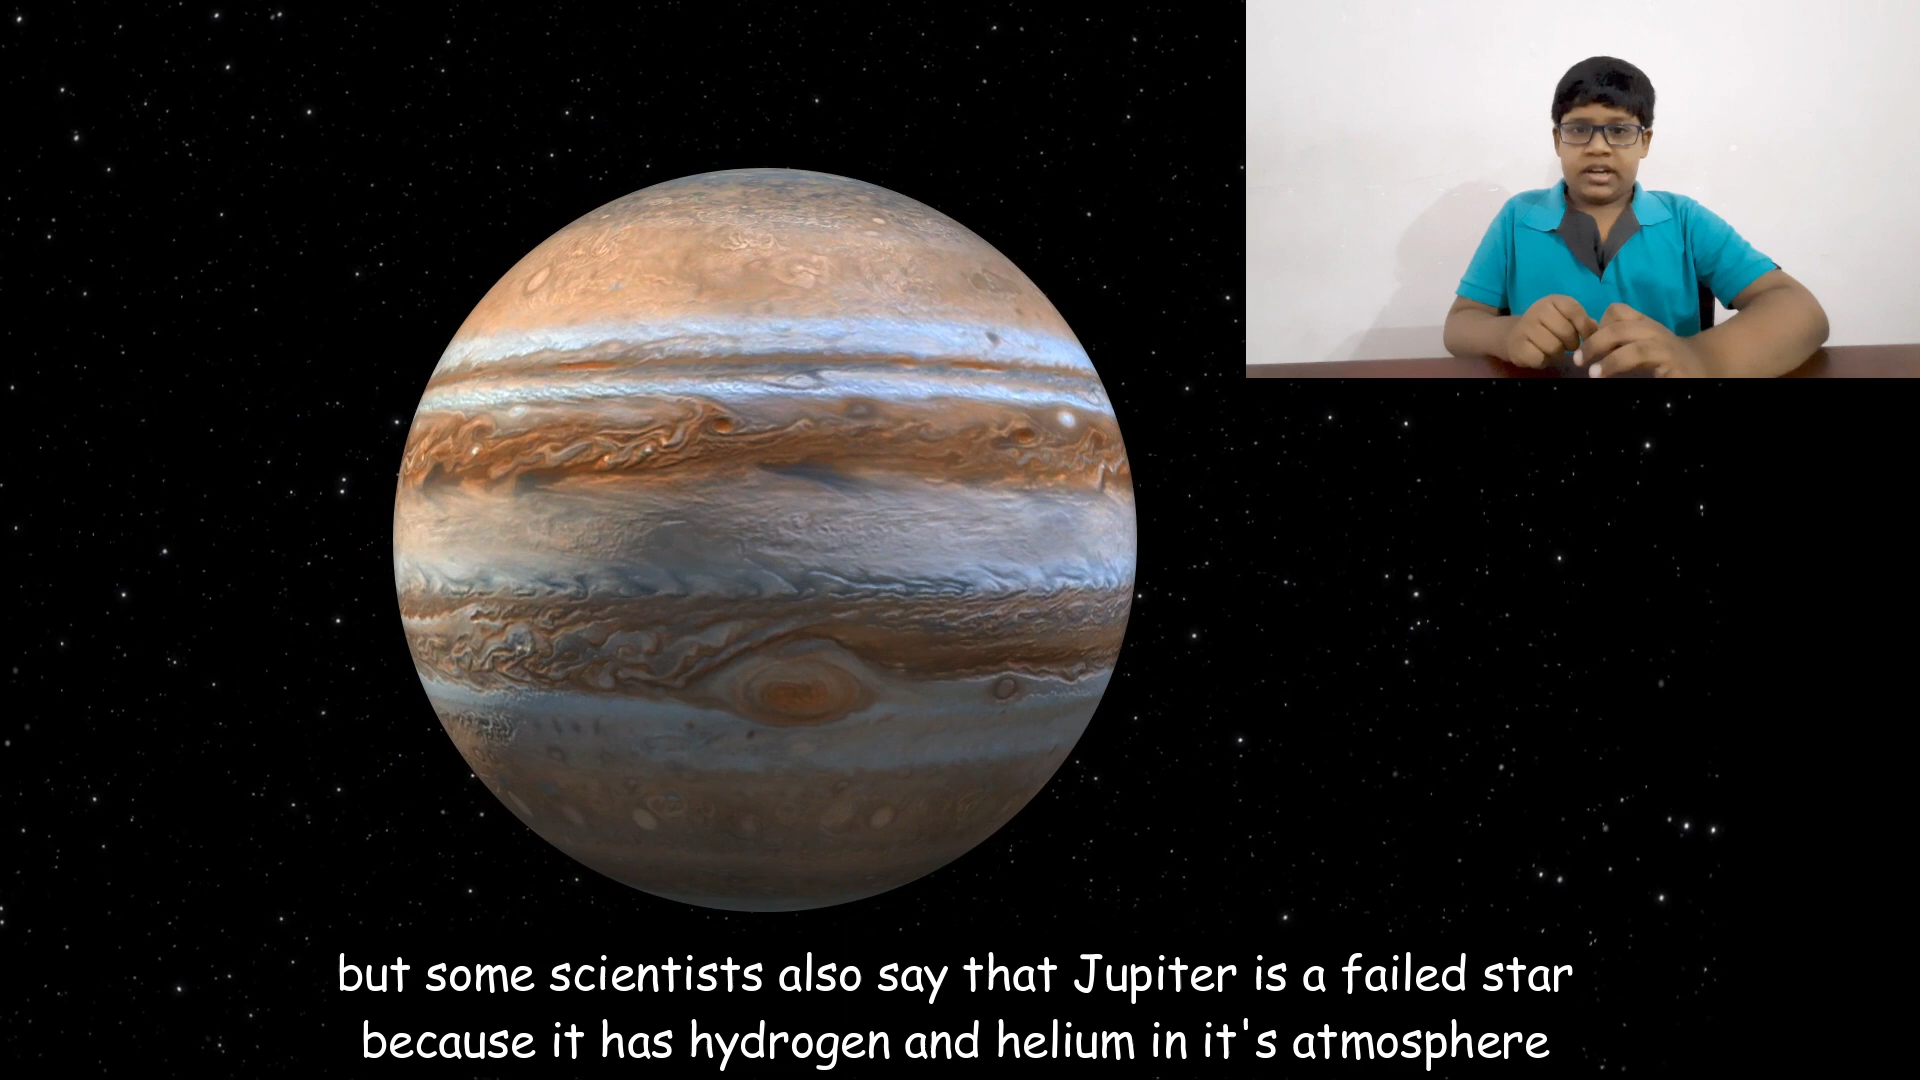 but some scientists also say that Jupiter is a failed star
because it has hydrogen and helium in it's atmosphere